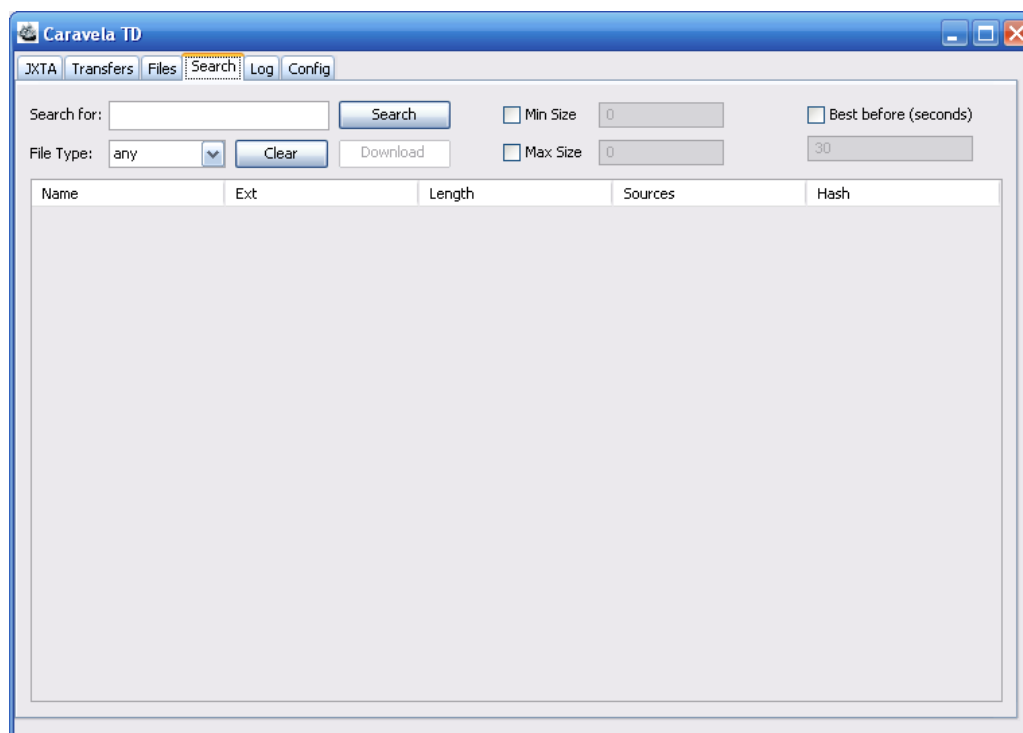 Caravela TD
JXTA Transfers Files Search Log Config
Search for: Search Min Size 0 Best before (seconds)
File Type: any Clear Download Max Size 0 30
Name Ext Length Sources Hash